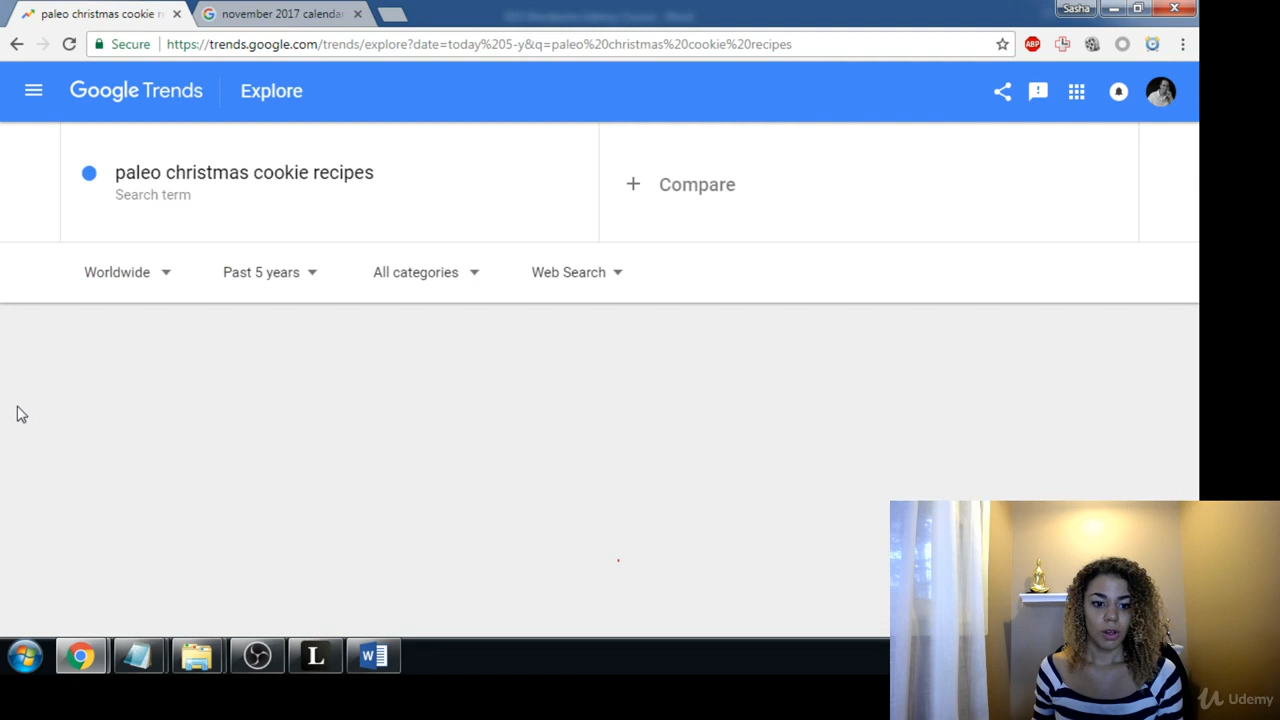 paleo christmas cookie r
november 2017 calenda
Sasha
Secure
https://trends.google.com/trends/explore?date=today%205-y&q=paleo%20christmas%20cookie%20recipes
ABP
Google Trends
Explore
paleo christmas cookie recipes
Search term
+ Compare
Worldwide
Past 5 years
All categories
Web Search
L
W
Udemy